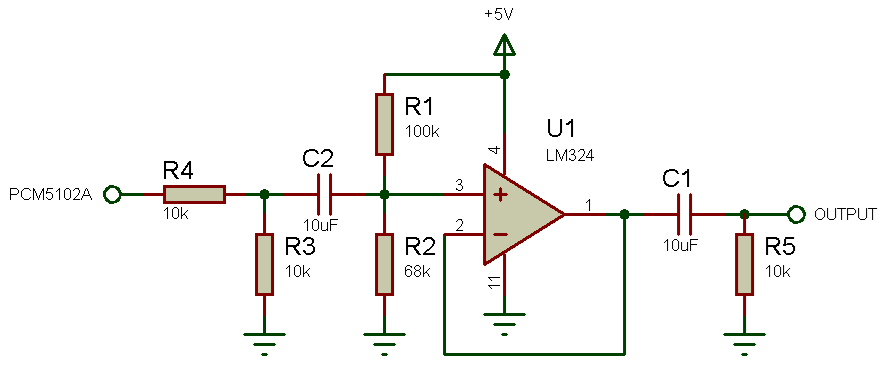 +5V
R1
100k
U1
LM324
4
R4
10k
C2
10uF
PCM5102A
3
2
1
11
C1
10uF
OUTPUT
R3
10k
R2
68k
R5
10k